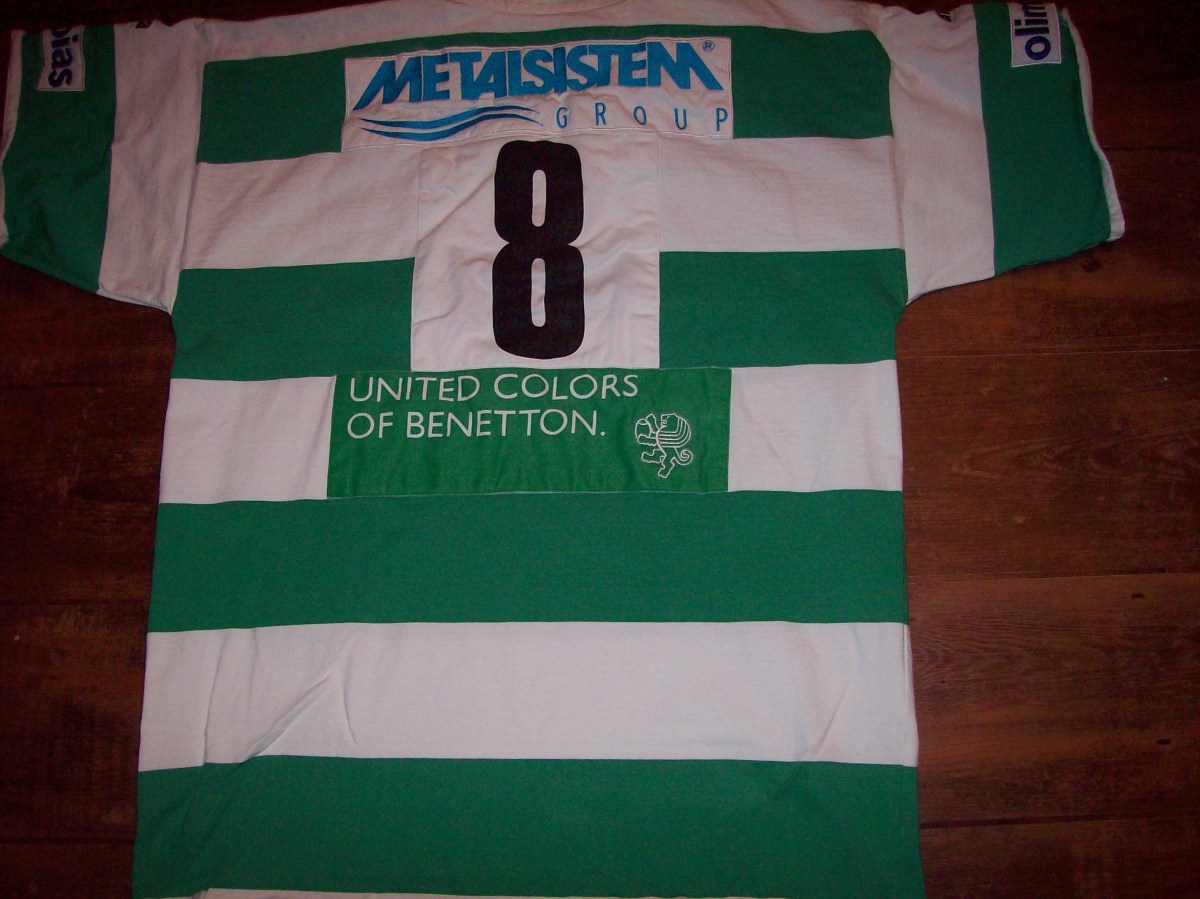 METALSISTEM®
GROUP
8
UNITED COLORS
OF BENETTON.